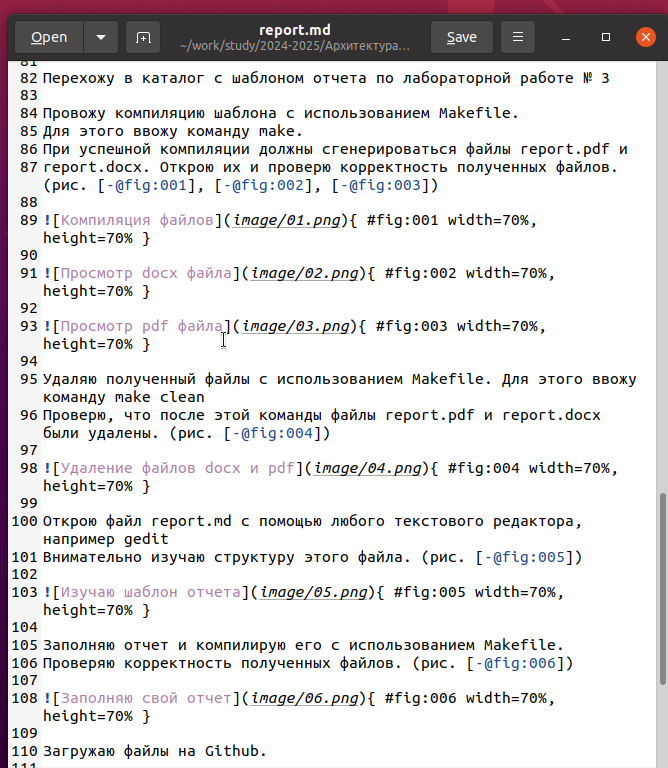 report.md
Open
~/work/study/2024-2025/Архитектура...
Save
81
82 Перехожу в каталог с шаблоном отчета по лабораторной работе № 3
83
84 Провожу компиляцию шаблона с использованием Makefile.
85 Для этого ввожу команду make.
86 При успешной компиляции должны сгенерироваться файлы report.pdf и
87 report.docx. Открою их и проверю корректность полученных файлов.
(рис. [-@fig:001], [-@fig:002], [-@fig:003])
88
89 ![Компиляция файлов](image/01.png){ #fig:001 width=70%,
height=70% }
90
91 ![Просмотр docx файла](image/02.png){ #fig:002 width=70%,
height=70% }
92
93 ![Просмотр pdf файла](image/03.png){ #fig:003 width=70%,
height=70% }
94
95 Удаляю полученный файлы с использованием Makefile. Для этого ввожу
команду make clean
96 Проверю, что после этой команды файлы report.pdf и report.docx
были удалены. (рис. [-@fig:004])
97
98 ![Удаление файлов docx и pdf](image/04.png){ #fig:004 width=70%,
height=70% }
99
100 Открою файл report.md с помощью любого текстового редактора,
например gedit
101 Внимательно изучаю структуру этого файла. (рис. [-@fig:005])
102
103 ![Изучаю шаблон отчета](image/05.png){ #fig:005 width=70%,
height=70% }
104
105 Заполняю отчет и компилирую его с использованием Makefile.
106 Проверяю корректность полученных файлов. (рис. [-@fig:006])
107
108 ![Заполняю свой отчет](image/06.png){ #fig:006 width=70%,
height=70% }
109
110 Загружаю файлы на Github.
111